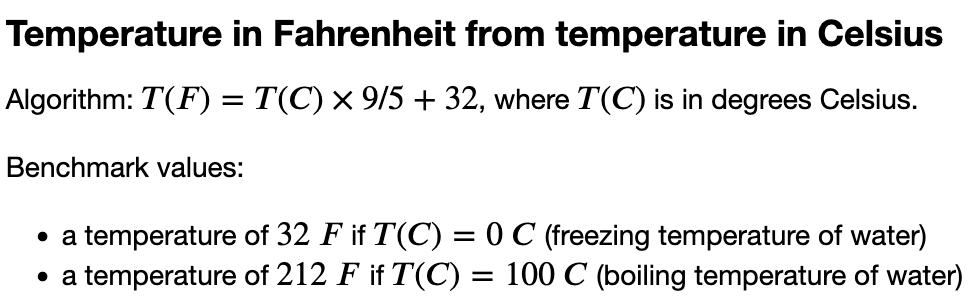 Temperature in Fahrenheit from temperature in Celsius
Algorithm: T(F) = T(C) × 9/5 + 32, where T(C) is in degrees Celsius.
Benchmark values:
• a temperature of 32 F if T(C) = 0 C (freezing temperature of water)
• a temperature of 212 F if T(C) = 100 C (boiling temperature of water)